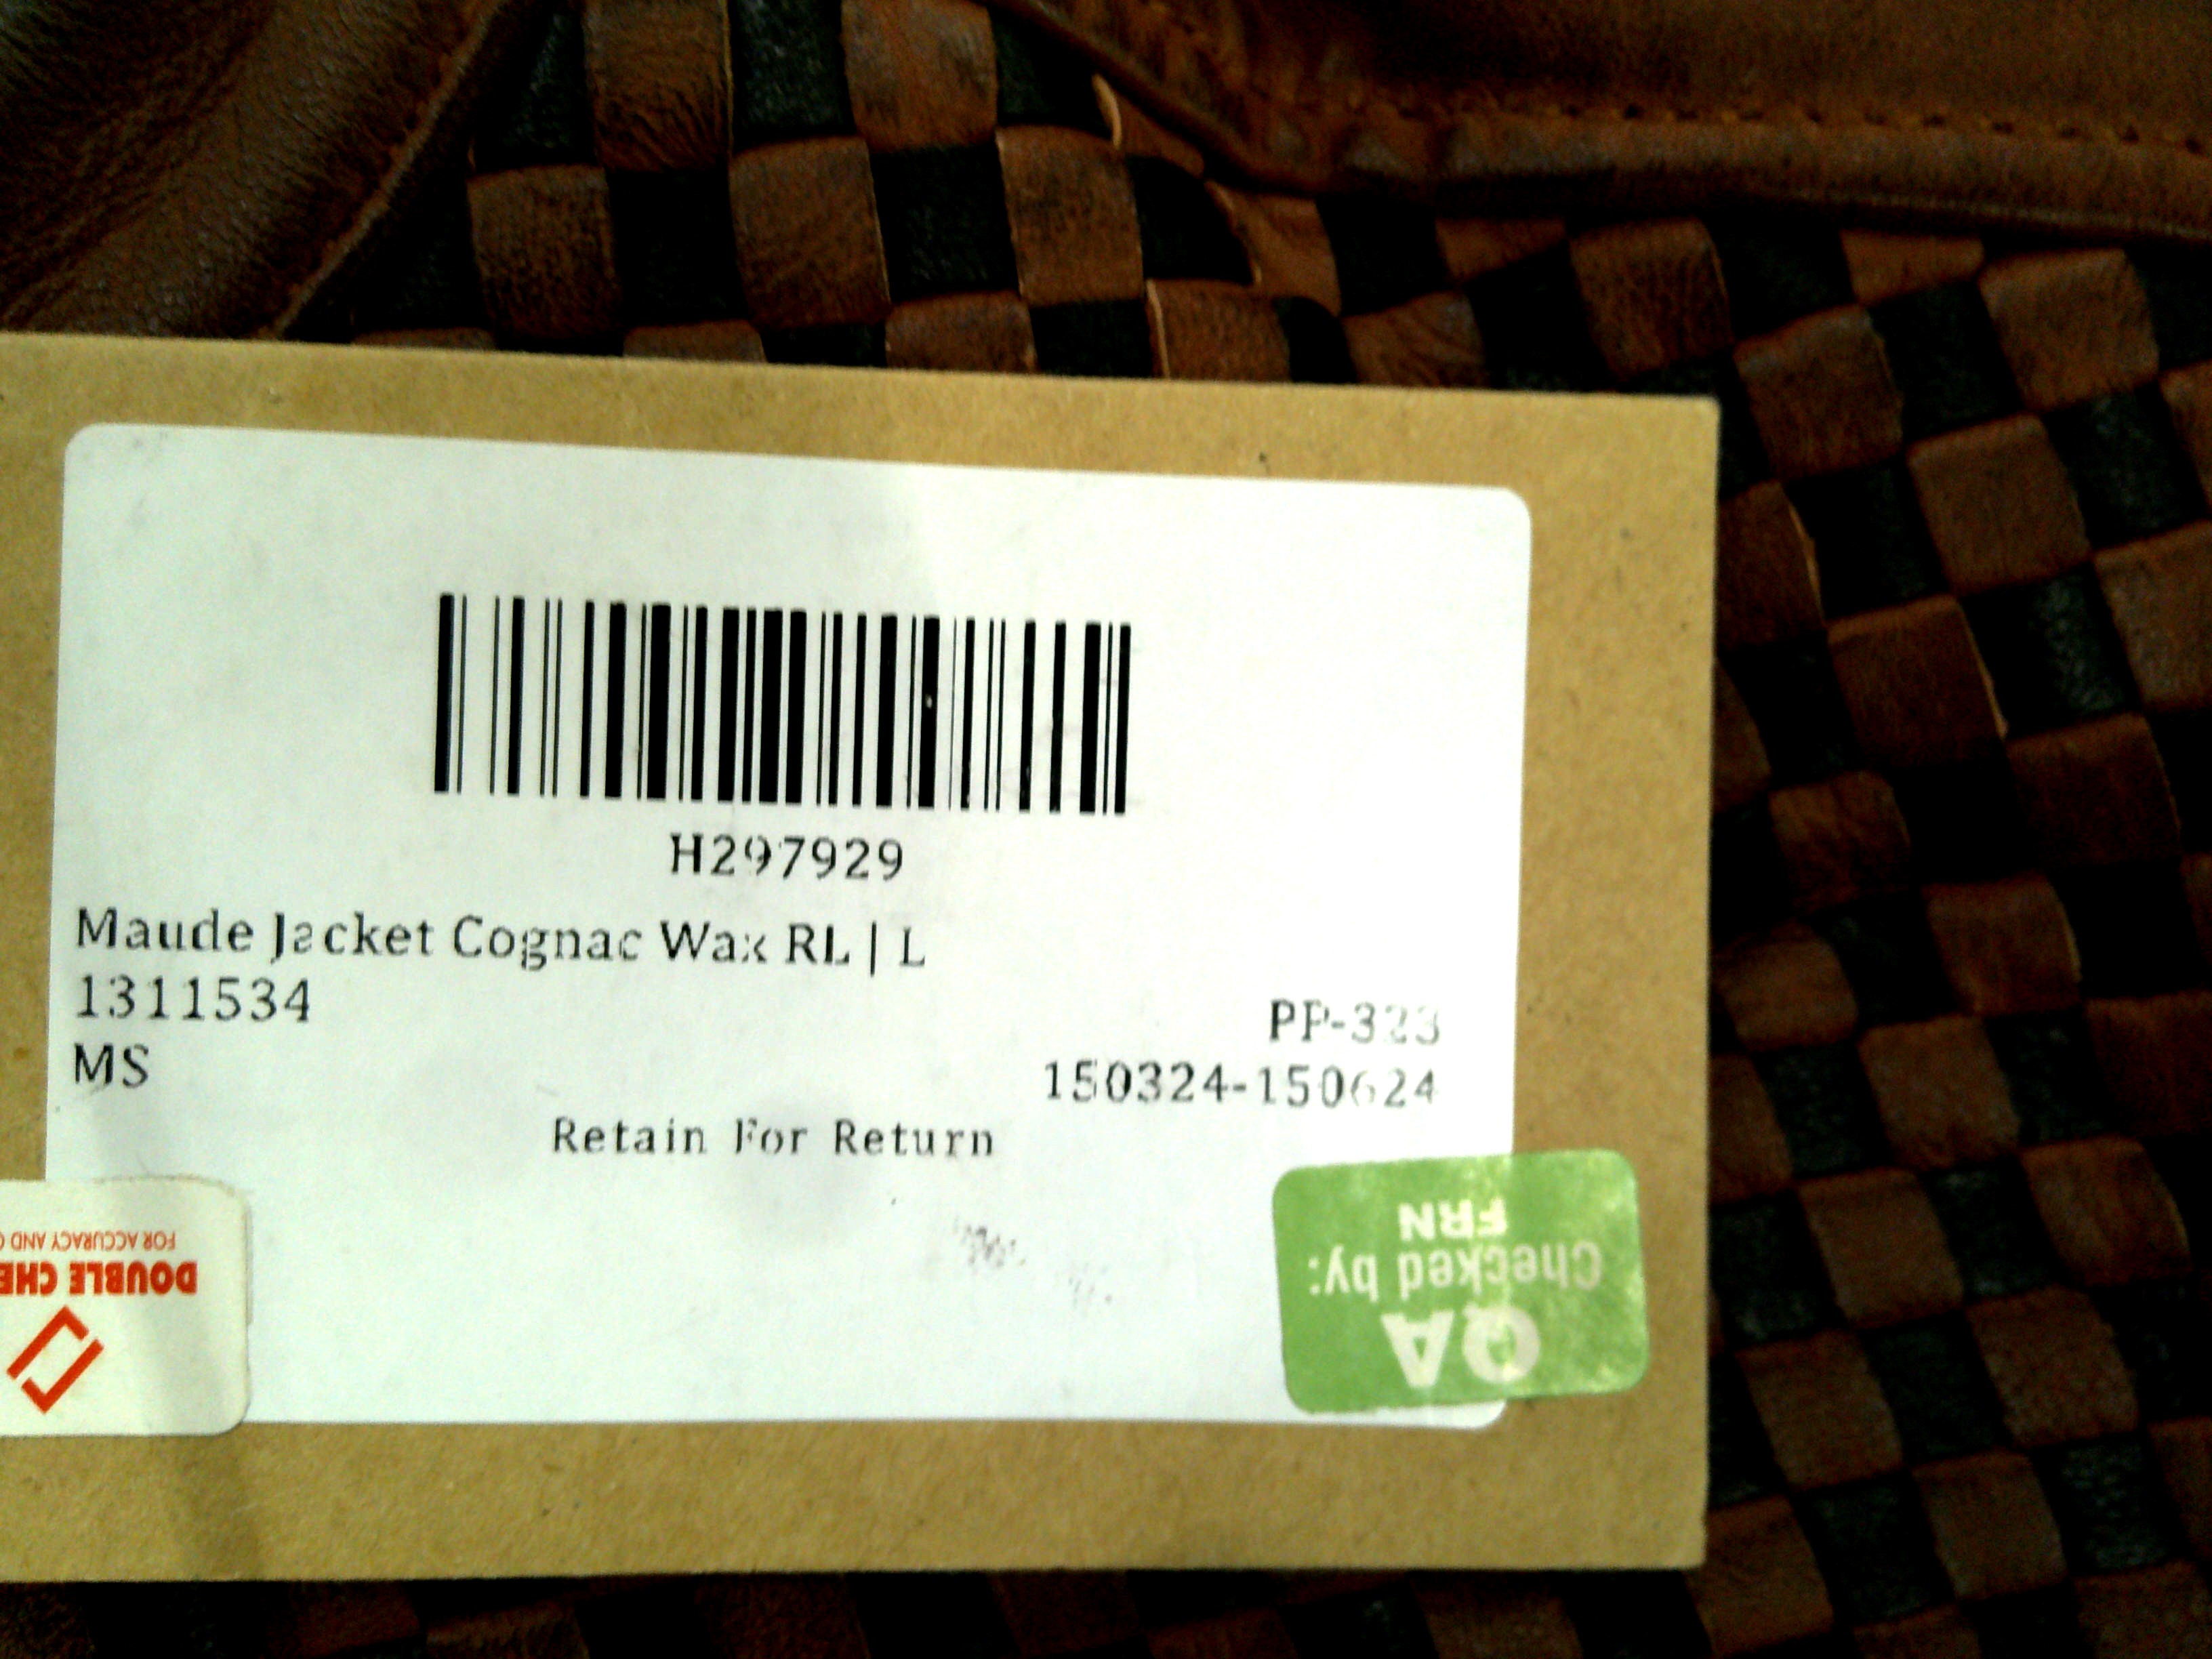 H297929
Maude Jacket Cognac Wax RL | L
1311534
PP-323
MS
150324-150624
Retain For Return
QA
Checked by:
FRN
DOUBLE CHE
FOR ACCURACY AND